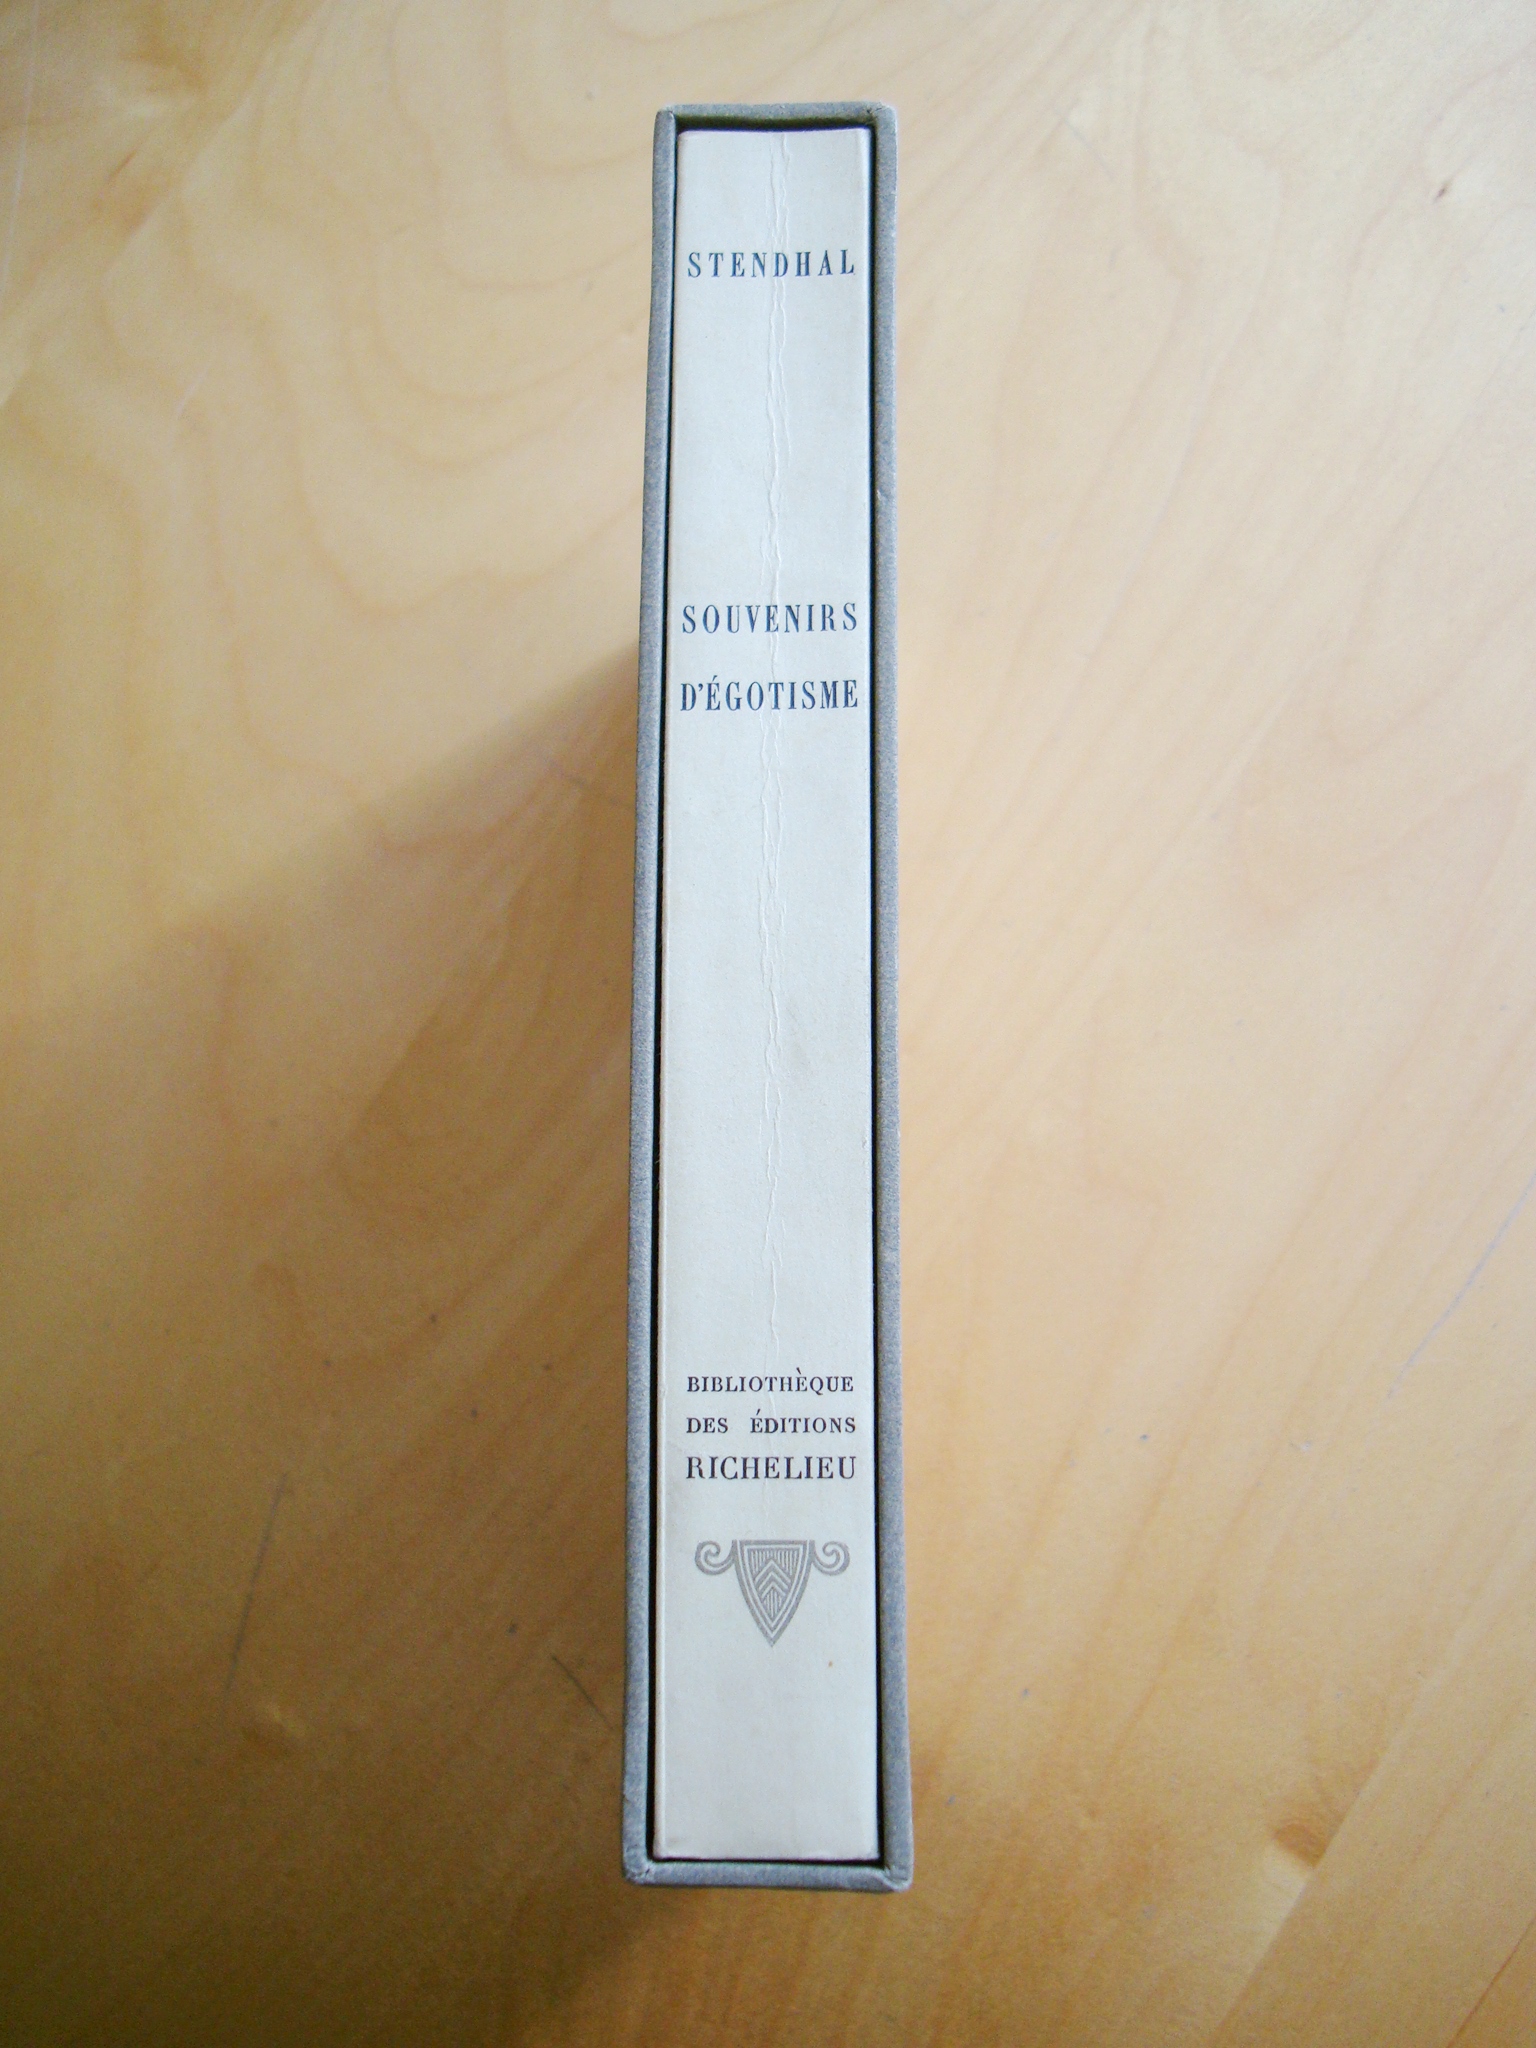 STENDHAL
SOUVENIRS
D'ÉGOTISME
BIBLIOTHÈQUE
DES ÉDITIONS
RICHELIEU